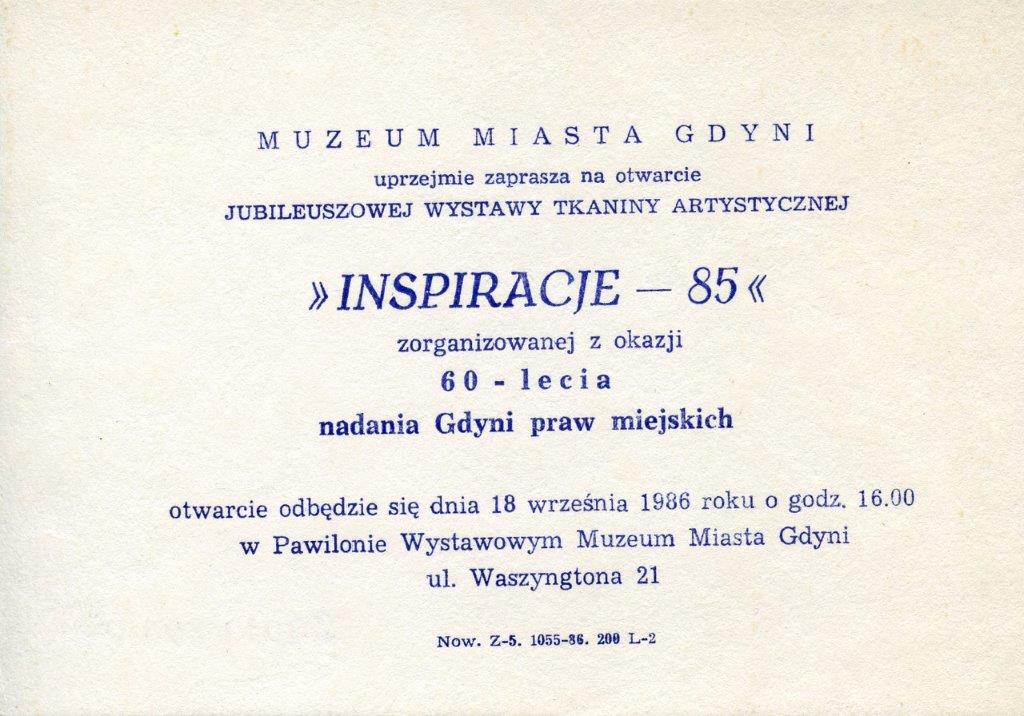 MUZEUM MIASTA GDYNI
uprzejmie zaprasza na otwarcie
JUBILEUSZOWEJ WYSTAWY TKANINY ARTYSTYCZNEJ
»INSPIRACJE — 85«
zorganizowanej z okazji
60 - lecia
nadania Gdyni praw miejskich
otwarcie odbędzie się dnia 18 września 1986 roku o godz. 16.00
w Pawilonie Wystawowym Muzeum Miasta Gdyni
ul. Waszyngtona 21
Now. Z-5. 1055-86. 200 L-2